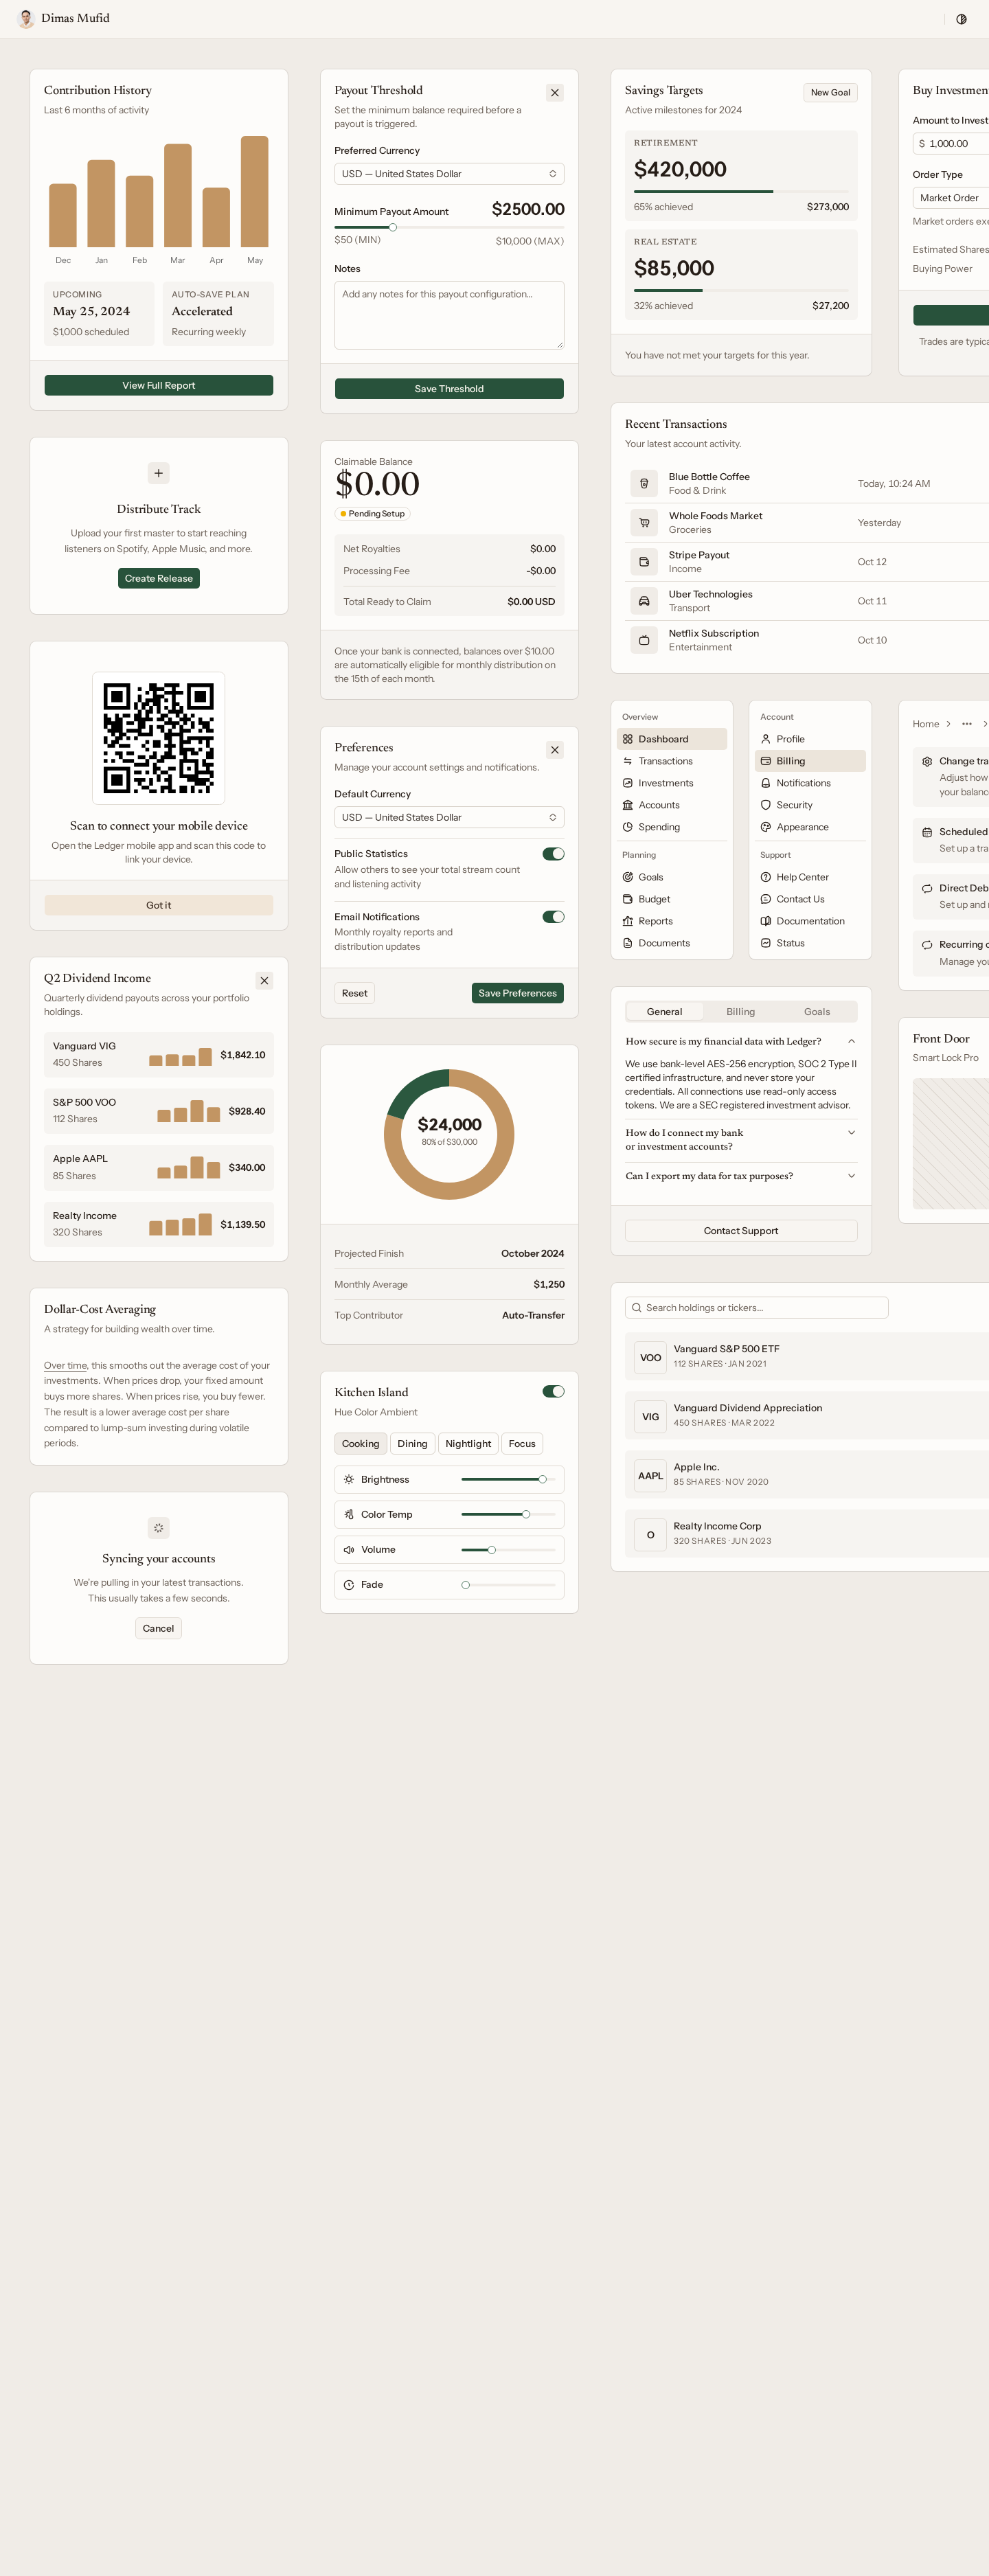 Dimas Mufid
Contribution History
Last 6 months of activity
Dec Jan Feb Mar Apr May
UPCOMING
May 25, 2024
$1,000 scheduled
AUTO-SAVE PLAN
Accelerated
Recurring weekly
View Full Report
Distribute Track
Upload your first master to start reaching
listeners on Spotify, Apple Music, and more.
Create Release
Scan to connect your mobile device
Open the Ledger mobile app and scan this code to
link your device.
Got it
Q2 Dividend Income
Quarterly dividend payouts across your portfolio
holdings.
Vanguard VIG
450 Shares
$1,842.10
S&P 500 VOO
112 Shares
$928.40
Apple AAPL
85 Shares
$340.00
Realty Income
320 Shares
$1,139.50
Dollar-Cost Averaging
A strategy for building wealth over time.
Over time, this smooths out the average cost of your
investments. When prices drop, your fixed amount
buys more shares. When prices rise, you buy fewer.
The result is a lower average cost per share
compared to lump-sum investing during volatile
periods.
Syncing your accounts
We're pulling in your latest transactions.
This usually takes a few seconds.
Cancel
Payout Threshold
Set the minimum balance required before a
payout is triggered.
Preferred Currency
USD — United States Dollar
Minimum Payout Amount $2500.00
$50 (MIN) $10,000 (MAX)
Notes
Add any notes for this payout configuration...
Save Threshold
Claimable Balance
$0.00
Pending Setup
Net Royalties $0.00
Processing Fee -$0.00
Total Ready to Claim $0.00 USD
Once your bank is connected, balances over $10.00
are automatically eligible for monthly distribution on
the 15th of each month.
Preferences
Manage your account settings and notifications.
Default Currency
USD — United States Dollar
Public Statistics
Allow others to see your total stream count
and listening activity
Email Notifications
Monthly royalty reports and
distribution updates
Reset Save Preferences
$24,000
80% of $30,000
Projected Finish October 2024
Monthly Average $1,250
Top Contributor Auto-Transfer
Kitchen Island
Hue Color Ambient
Cooking Dining Nightlight Focus
Brightness
Color Temp
Volume
Fade
Savings Targets
Active milestones for 2024
New Goal
RETIREMENT
$420,000
65% achieved $273,000
REAL ESTATE
$85,000
32% achieved $27,200
You have not met your targets for this year.
Buy Investmen
Amount to Invest
$ 1,000.00
Order Type
Market Order
Market orders exe
Estimated Shares
Buying Power
Trades are typica
Recent Transactions
Your latest account activity.
Blue Bottle Coffee
Food & Drink
Today, 10:24 AM
Whole Foods Market
Groceries
Yesterday
Stripe Payout
Income
Oct 12
Uber Technologies
Transport
Oct 11
Netflix Subscription
Entertainment
Oct 10
Overview
Dashboard
Transactions
Investments
Accounts
Spending
Planning
Goals
Budget
Reports
Documents
Account
Profile
Billing
Notifications
Security
Appearance
Support
Help Center
Contact Us
Documentation
Status
Home
Change tra
Adjust how
your balanc
Scheduled
Set up a tra
Direct Deb
Set up and
Recurring
Manage you
General Billing Goals
How secure is my financial data with Ledger?
We use bank-level AES-256 encryption, SOC 2 Type II
certified infrastructure, and never store your
credentials. All connections use read-only access
tokens. We are a SEC registered investment advisor.
How do I connect my bank
or investment accounts?
Can I export my data for tax purposes?
Contact Support
Front Door
Smart Lock Pro
Search holdings or tickers...
VOO
Vanguard S&P 500 ETF
112 SHARES · JAN 2021
VIG
Vanguard Dividend Appreciation
450 SHARES · MAR 2022
AAPL
Apple Inc.
85 SHARES · NOV 2020
O
Realty Income Corp
320 SHARES · JUN 2023